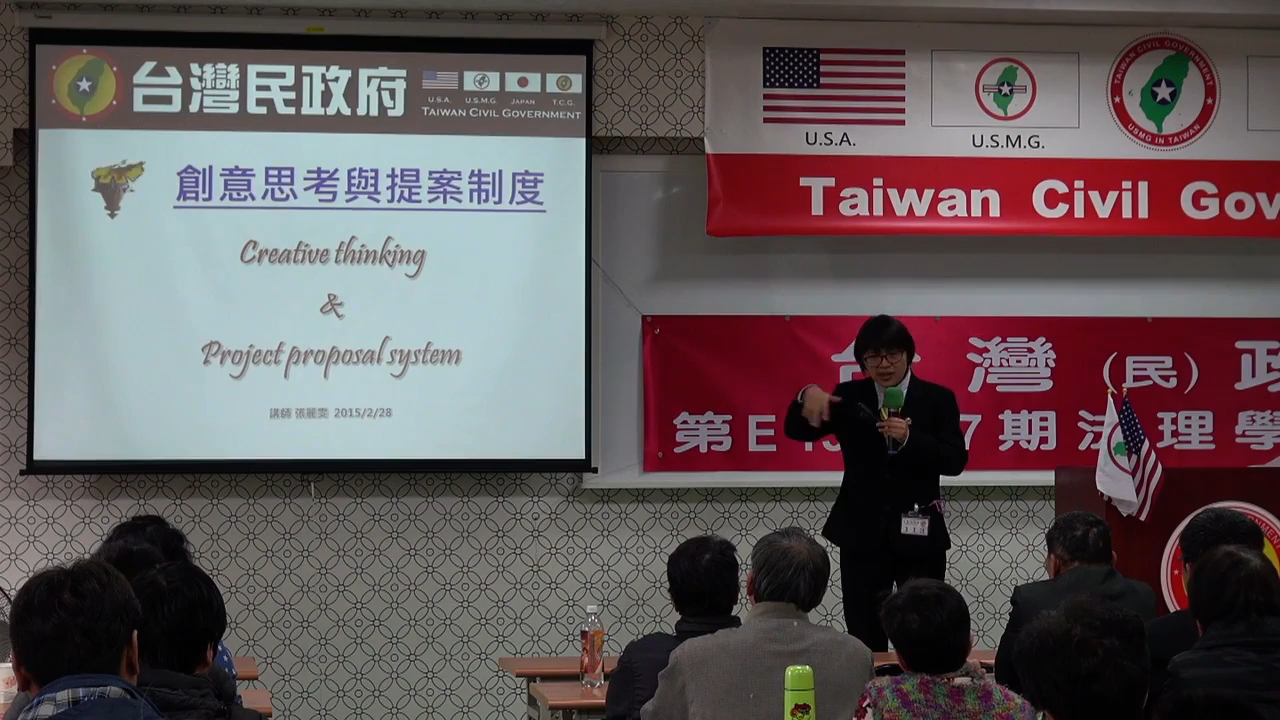 台灣民政府
U.S.A. U.S.M.G. JAPAN T.C.G.
TAIWAN CIVIL GOVERNMENT
創意思考與提案制度
Creative thinking
&
Project proposal system
講師 張麗雯 2015/2/28
U.S.A.
U.S.M.G.
TAIWAN CIVIL GOVERNMENT
USMG IN TAIWAN
Taiwan Civil Gov
台灣(民)政
第E 7期法理學
113